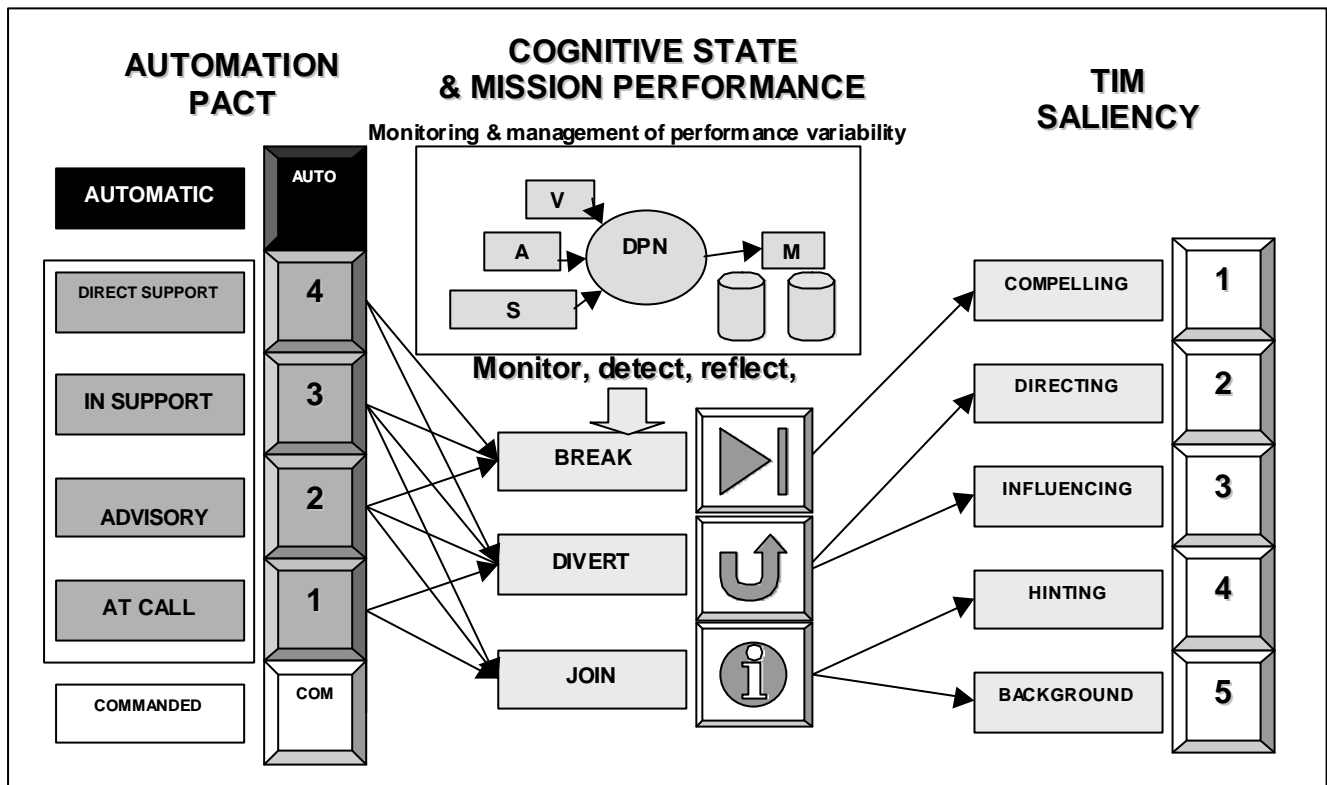 AUTOMATION
PACT
COGNITIVE STATE
& MISSION PERFORMANCE
TIM
SALIENCY
Monitoring & management of performance variability
AUTOMATIC
AUTO
V
A
S
DPN
M
DIRECT SUPPORT
4
IN SUPPORT
3
ADVISORY
2
AT CALL
1
COMMANDED
COM
Monitor, detect, reflect,
BREAK
DIVERT
JOIN
i
COMPELLING
1
DIRECTING
2
INFLUENCING
3
HINTING
4
BACKGROUND
5